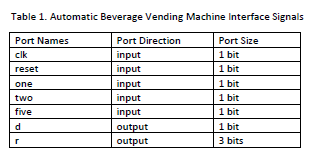 Table 1. Automatic Beverage Vending Machine Interface Signals
Port Names Port Direction Port Size
clk input 1 bit
reset input 1 bit
one input 1 bit
two input 1 bit
five input 1 bit
d output 1 bit
r output 3 bits